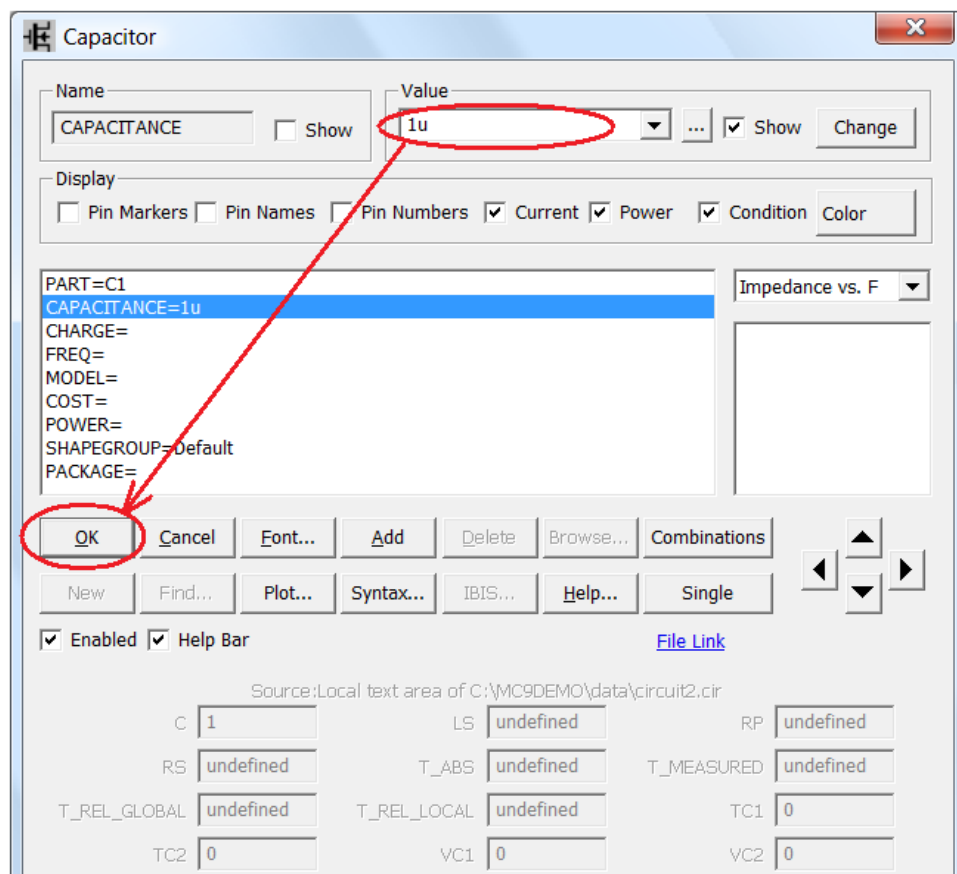 Capacitor
Name
Value
CAPACITANCE Show 1u ... Show Change
Display
Pin Markers Pin Names Pin Numbers Current Power Condition Color
PART=C1
CAPACITANCE=1u
CHARGE=
FREQ=
MODEL=
COST=
POWER=
SHAPEGROUP=Default
PACKAGE=
Impedance vs. F
OK Cancel Font... Add Delete Browse... Combinations
New Find... Plot... Syntax... IBIS... Help... Single
Enabled Help Bar File Link
Source:Local text area of C:\MC9DEMO\data\circuit2.cir
C 1 LS undefined RP undefined
RS undefined T_ABS undefined T_MEASURED undefined
T_REL_GLOBAL undefined T_REL_LOCAL undefined TC1 0
TC2 0 VC1 0 VC2 0